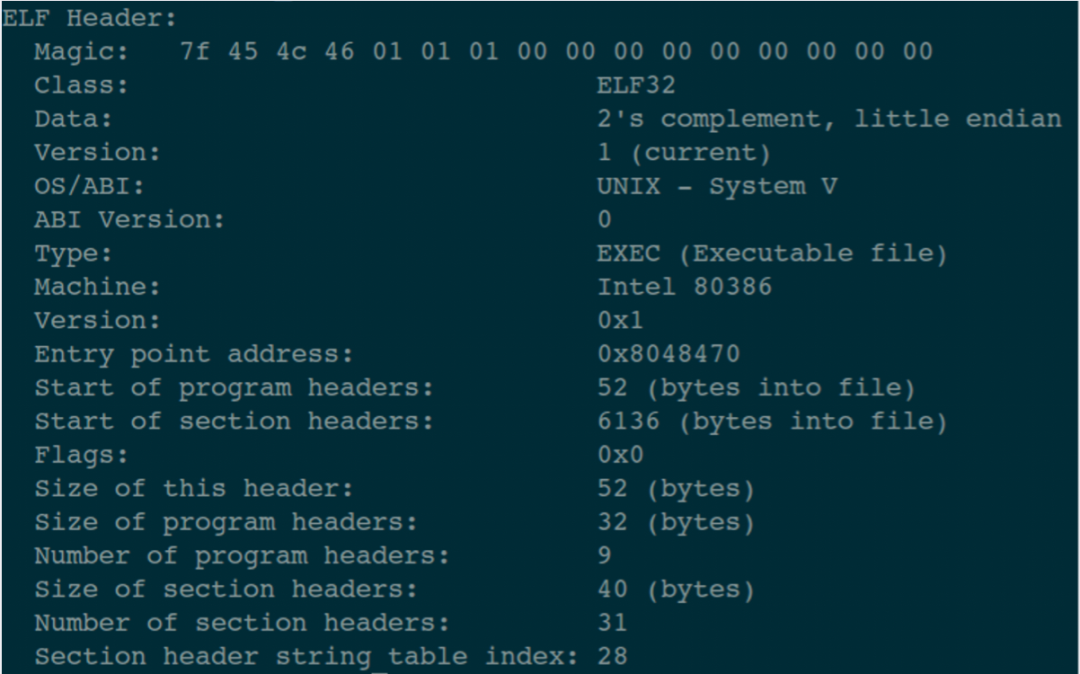 ELF Header:
Magic: 7f 45 4c 46 01 01 01 00 00 00 00 00 00 00 00 00
Class: ELF32
Data: 2's complement, little endian
Version: 1 (current)
OS/ABI: UNIX - System V
ABI Version: 0
Type: EXEC (Executable file)
Machine: Intel 80386
Version: 0x1
Entry point address: 0x8048470
Start of program headers: 52 (bytes into file)
Start of section headers: 6136 (bytes into file)
Flags: 0x0
Size of this header: 52 (bytes)
Size of program headers: 32 (bytes)
Number of program headers: 9
Size of section headers: 40 (bytes)
Number of section headers: 31
Section header string table index: 28